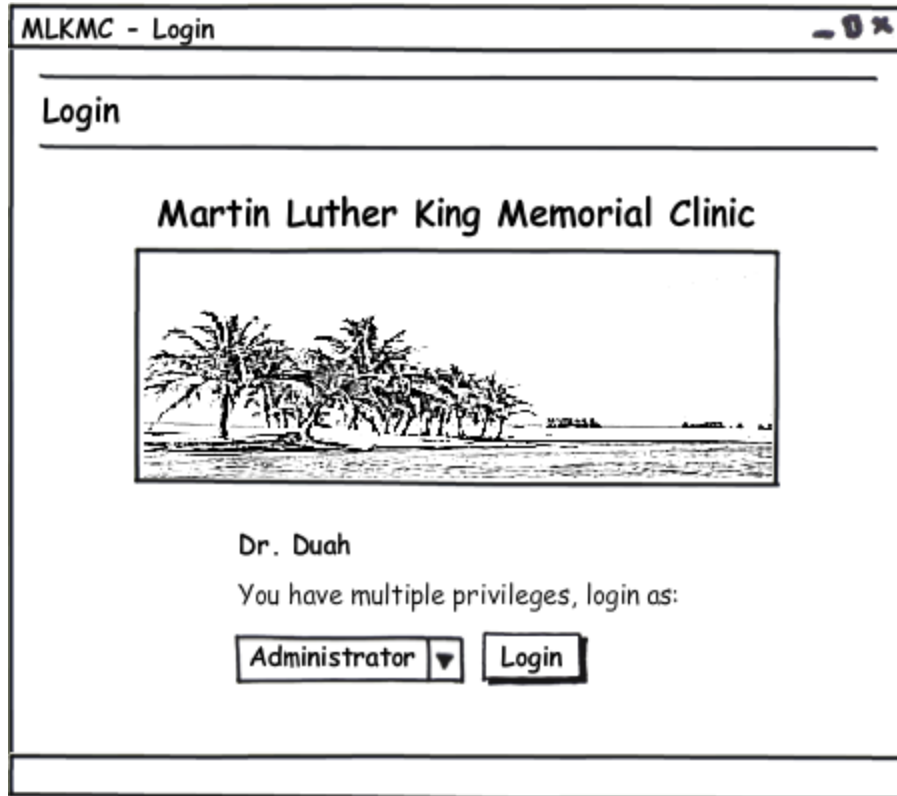 MLKMC - Login
Login
Martin Luther King Memorial Clinic
Dr. Duah
You have multiple privileges, login as:
Administrator Login